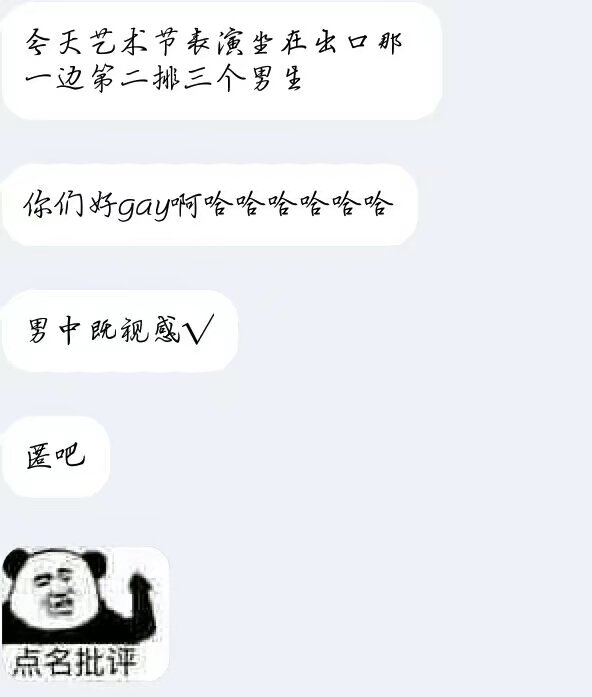 今天艺术节表演坐在出口那
一边第二排三个男生
你们好gay啊哈哈哈哈哈哈
男中既视感√
匿吧
点名批评